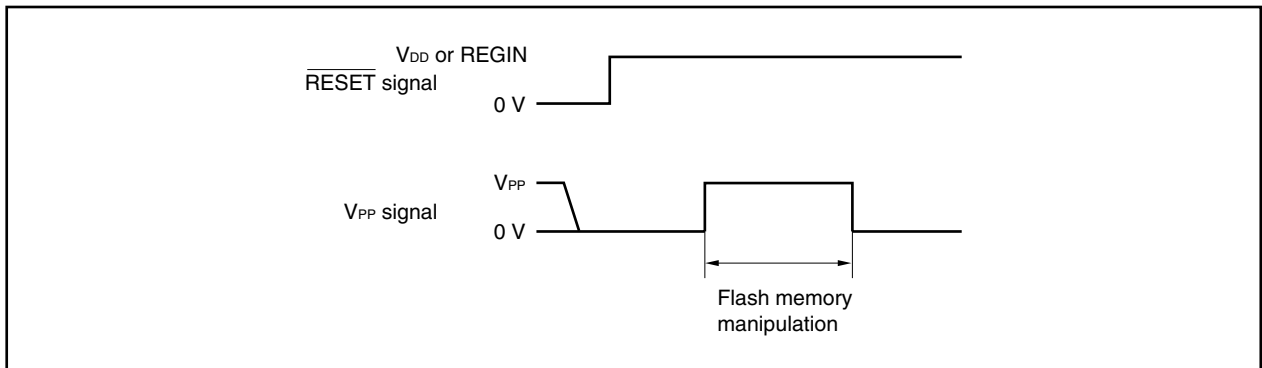 VDD or REGIN
RESET signal
0 V
VPP
VPP signal
0 V
Flash memory
manipulation